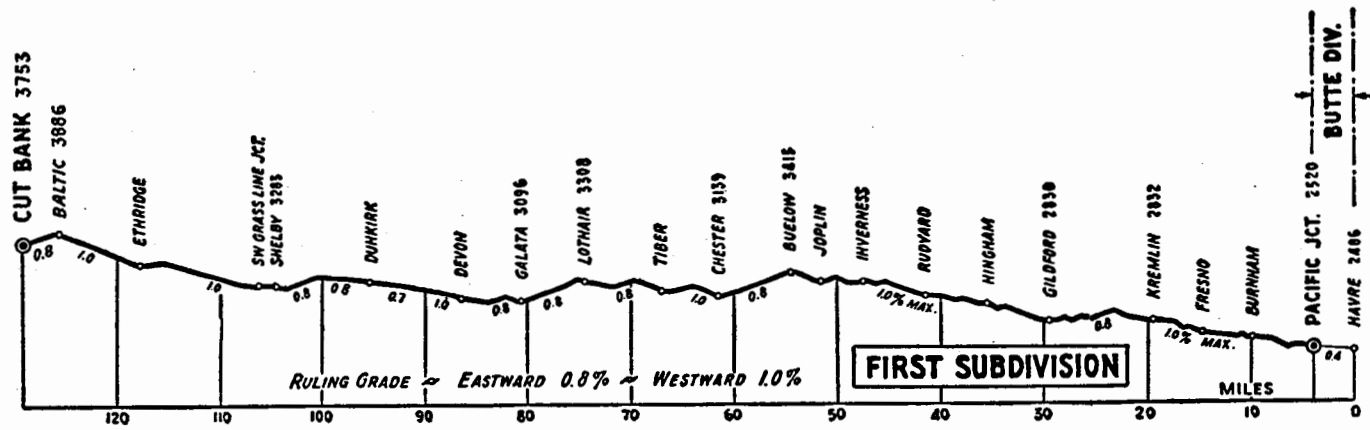 CUT BANK 3753
BALTIC 3886
ETHRIDGE
SW GRASS LINE JCT.
SHELBY 3283
DUNKIRK
DEVON
GALATA 3096
LOTHAIR 3308
TIBER
CHESTER 3139
BUELOW 3415
JOPLIN
INVERNESS
RUDYARD
HINGHAM
GILDFORD 2830
KREMLIN 2832
FRESNO
BURNHAM
PACIFIC JCT. 2520
BUTTE DIV.
HAVRE 2486
0.8
1.0
1.0
0.8
0.8
0.7
1.0
0.8
0.8
0.8
1.0
0.8
1.0% MAX.
0.8
1.0% MAX.
0.4
RULING GRADE ~ EASTWARD 0.8% ~ WESTWARD 1.0%
FIRST SUBDIVISION
MILES
120 110 100 90 80 70 60 50 40 30 20 10 0